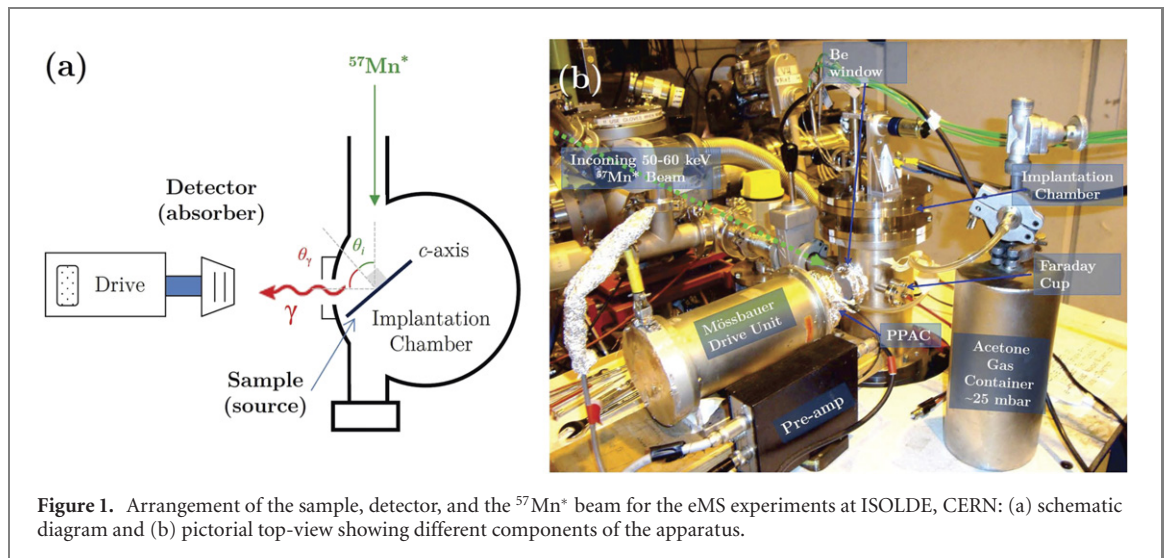 (a)
⁵⁷Mn*
Detector
(absorber)
θγ
θi
c-axis
Drive
γ
Implantation
Chamber
Sample
(source)
(b)
Be
window
Incoming 50-60 keV
⁵⁷Mn* Beam
Implantation
Chamber
Faraday
Cup
Mössbauer
Drive Unit
PPAC
Acetone
Gas
Container
~25 mbar
Pre-amp
Figure 1. Arrangement of the sample, detector, and the ⁵⁷Mn* beam for the eMS experiments at ISOLDE, CERN: (a) schematic
diagram and (b) pictorial top-view showing different components of the apparatus.